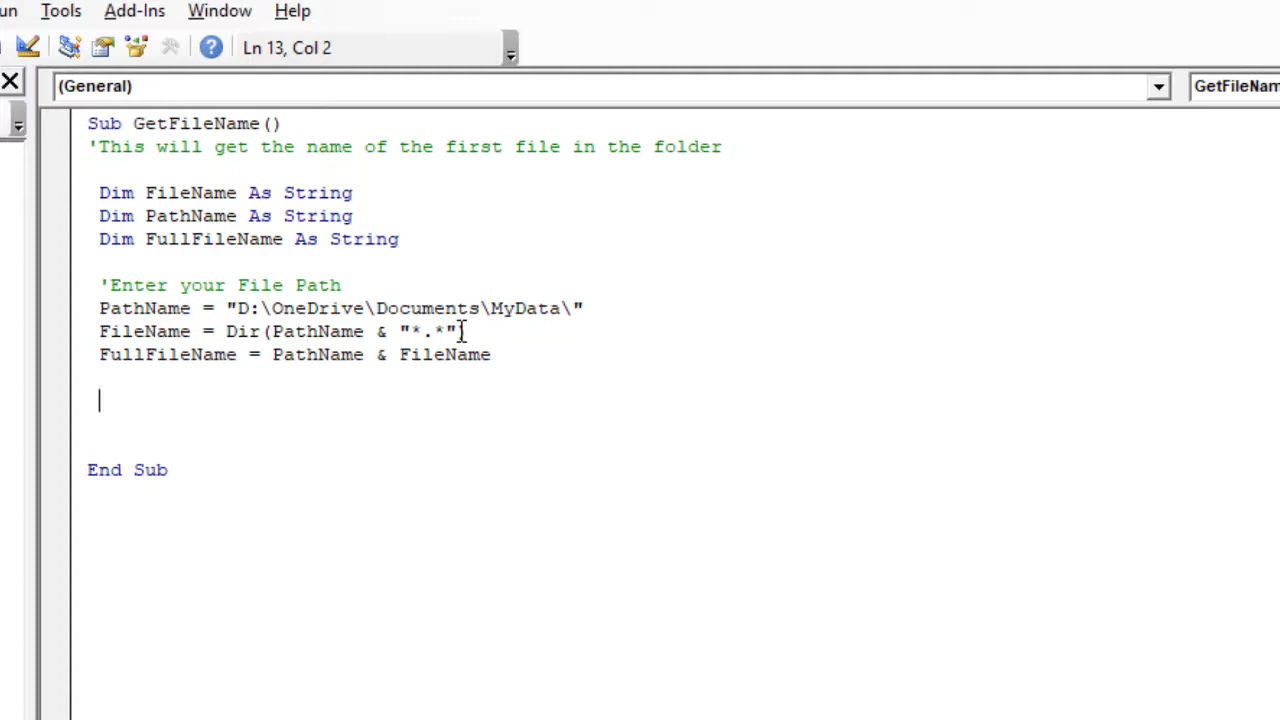 un Tools Add-Ins Window Help
Ln 13, Col 2
(General)
GetFileNam
Sub GetFileName()
'This will get the name of the first file in the folder
Dim FileName As String
Dim PathName As String
Dim FullFileName As String
'Enter your File Path
PathName = "D:\OneDrive\Documents\MyData\"
FileName = Dir(PathName & "*.*")
FullFileName = PathName & FileName
End Sub